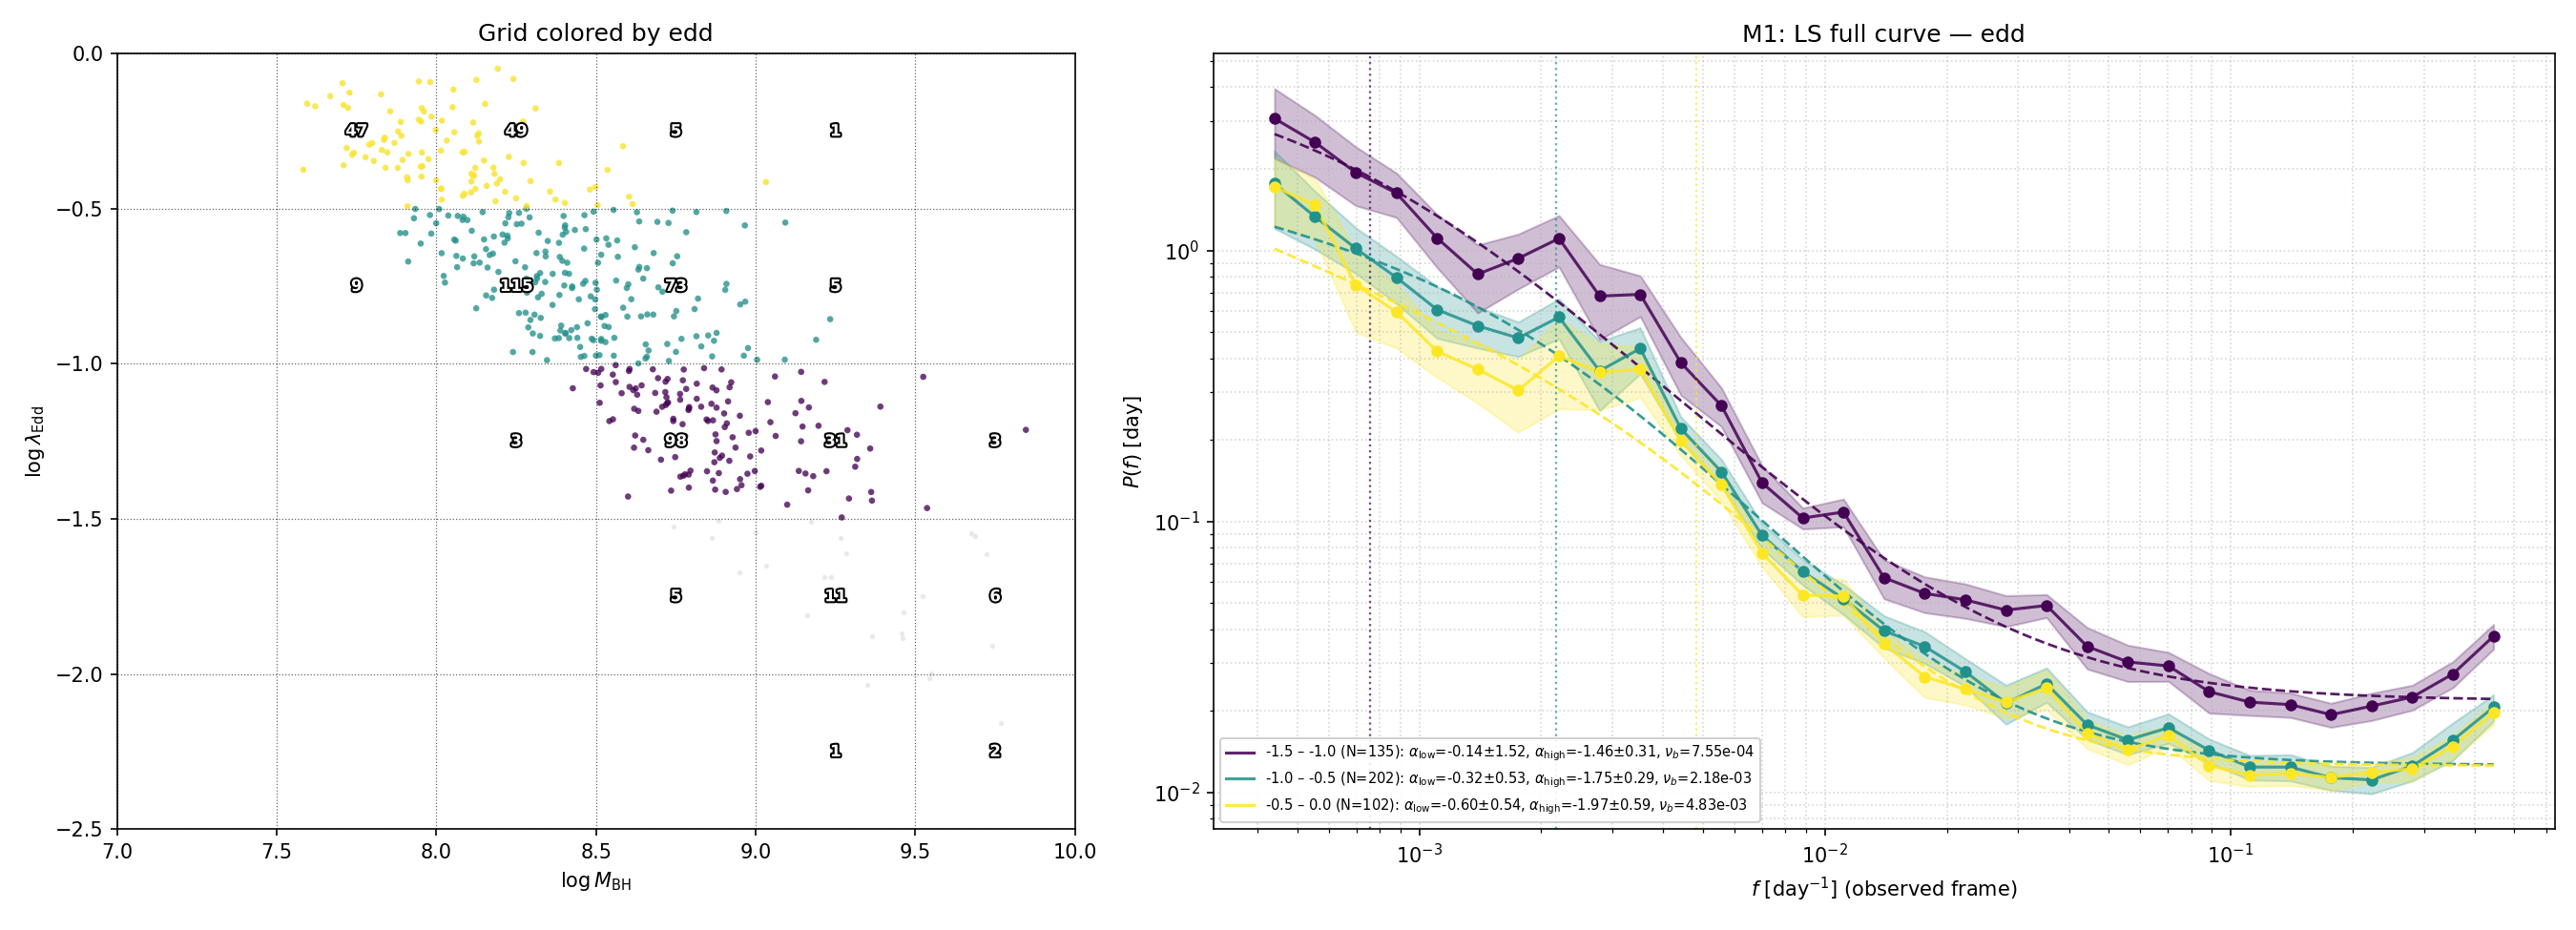 Grid colored by edd
0.0
−0.5
−1.0
−1.5
−2.0
−2.5
log λEdd
47 49 5 1
9 115 73 5
3 98 31 3
5 11 6
1 2
7.0 7.5 8.0 8.5 9.0 9.5 10.0
log MBH
M1: LS full curve — edd
10⁰
10⁻¹
10⁻²
P(f) [day]
-1.5 – -1.0 (N=135): αlow=-0.14±1.52, αhigh=-1.46±0.31, νb=7.55e-04
-1.0 – -0.5 (N=202): αlow=-0.32±0.53, αhigh=-1.75±0.29, νb=2.18e-03
-0.5 – 0.0 (N=102): αlow=-0.60±0.54, αhigh=-1.97±0.59, νb=4.83e-03
10⁻³ 10⁻² 10⁻¹
f [day⁻¹] (observed frame)